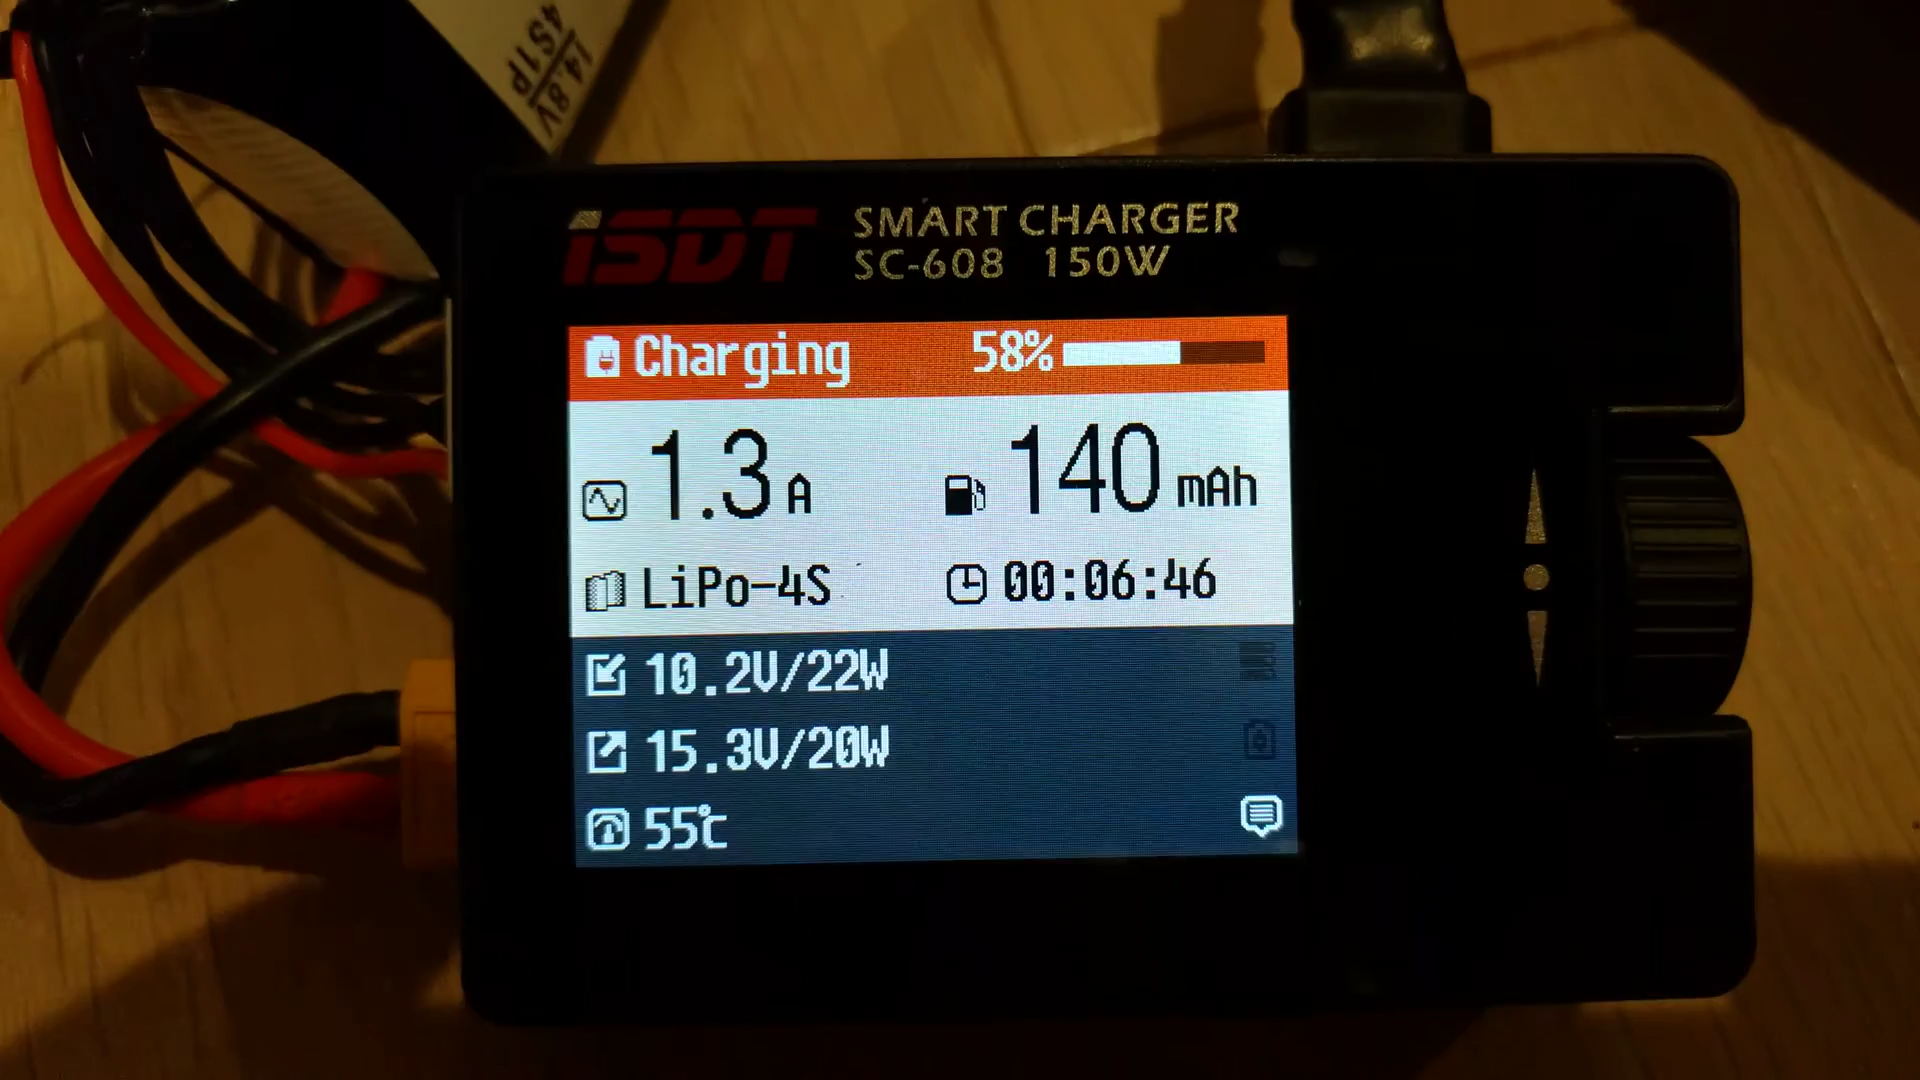 14.8V
4S1P
iSDT
SMART CHARGER
SC-608 150W
Charging 58%
1.3A 140mAh
LiPo-4S 00:06:46
10.2V/22W
15.3V/20W
55℃